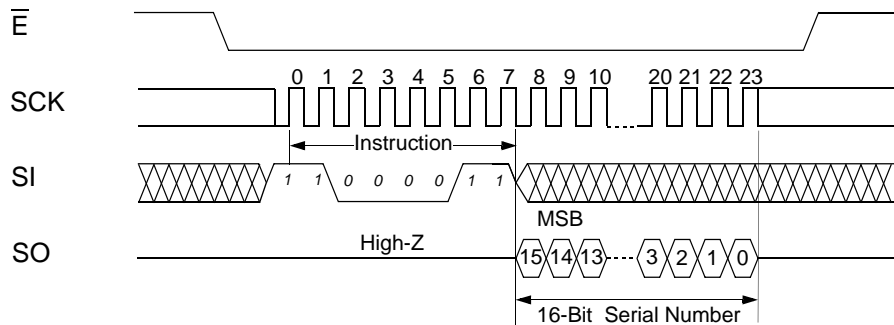 E
0 1 2 3 4 5 6 7 8 9 10 20 21 22 23
SCK
Instruction
SI
1 1 0 0 0 0 1 1
MSB
High-Z
SO
15 14 13 3 2 1 0
16-Bit Serial Number